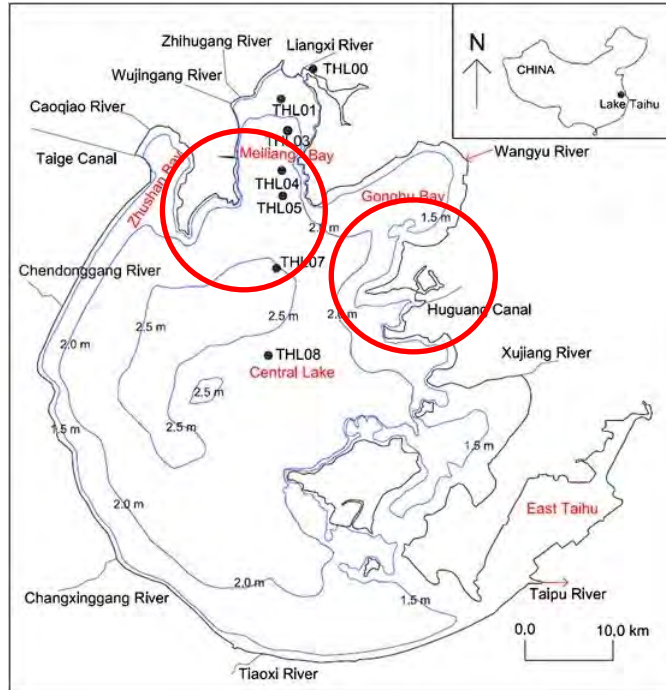 Zhihugang River
Liangxi River
THL00
Wujingang River
N
CHINA
Lake Taihu
Caoqiao River
THL01
THL03
Taige Canal
Meiliang Bay
Wangyu River
THL04
Zhushan Bay
THL05
Gonghu Bay
1.5 m
2.0 m
Chendonggang River
THL07
2.5 m
2.5 m
2.0 m
Huguang Canal
2.0 m
THL08
Xujiang River
Central Lake
2.5 m
1.5 m
2.5 m
1.5 m
2.0 m
East Taihu
2.0 m
Changxinggang River
1.5 m
Taipu River
0.0
10.0 km
Tiaoxi River